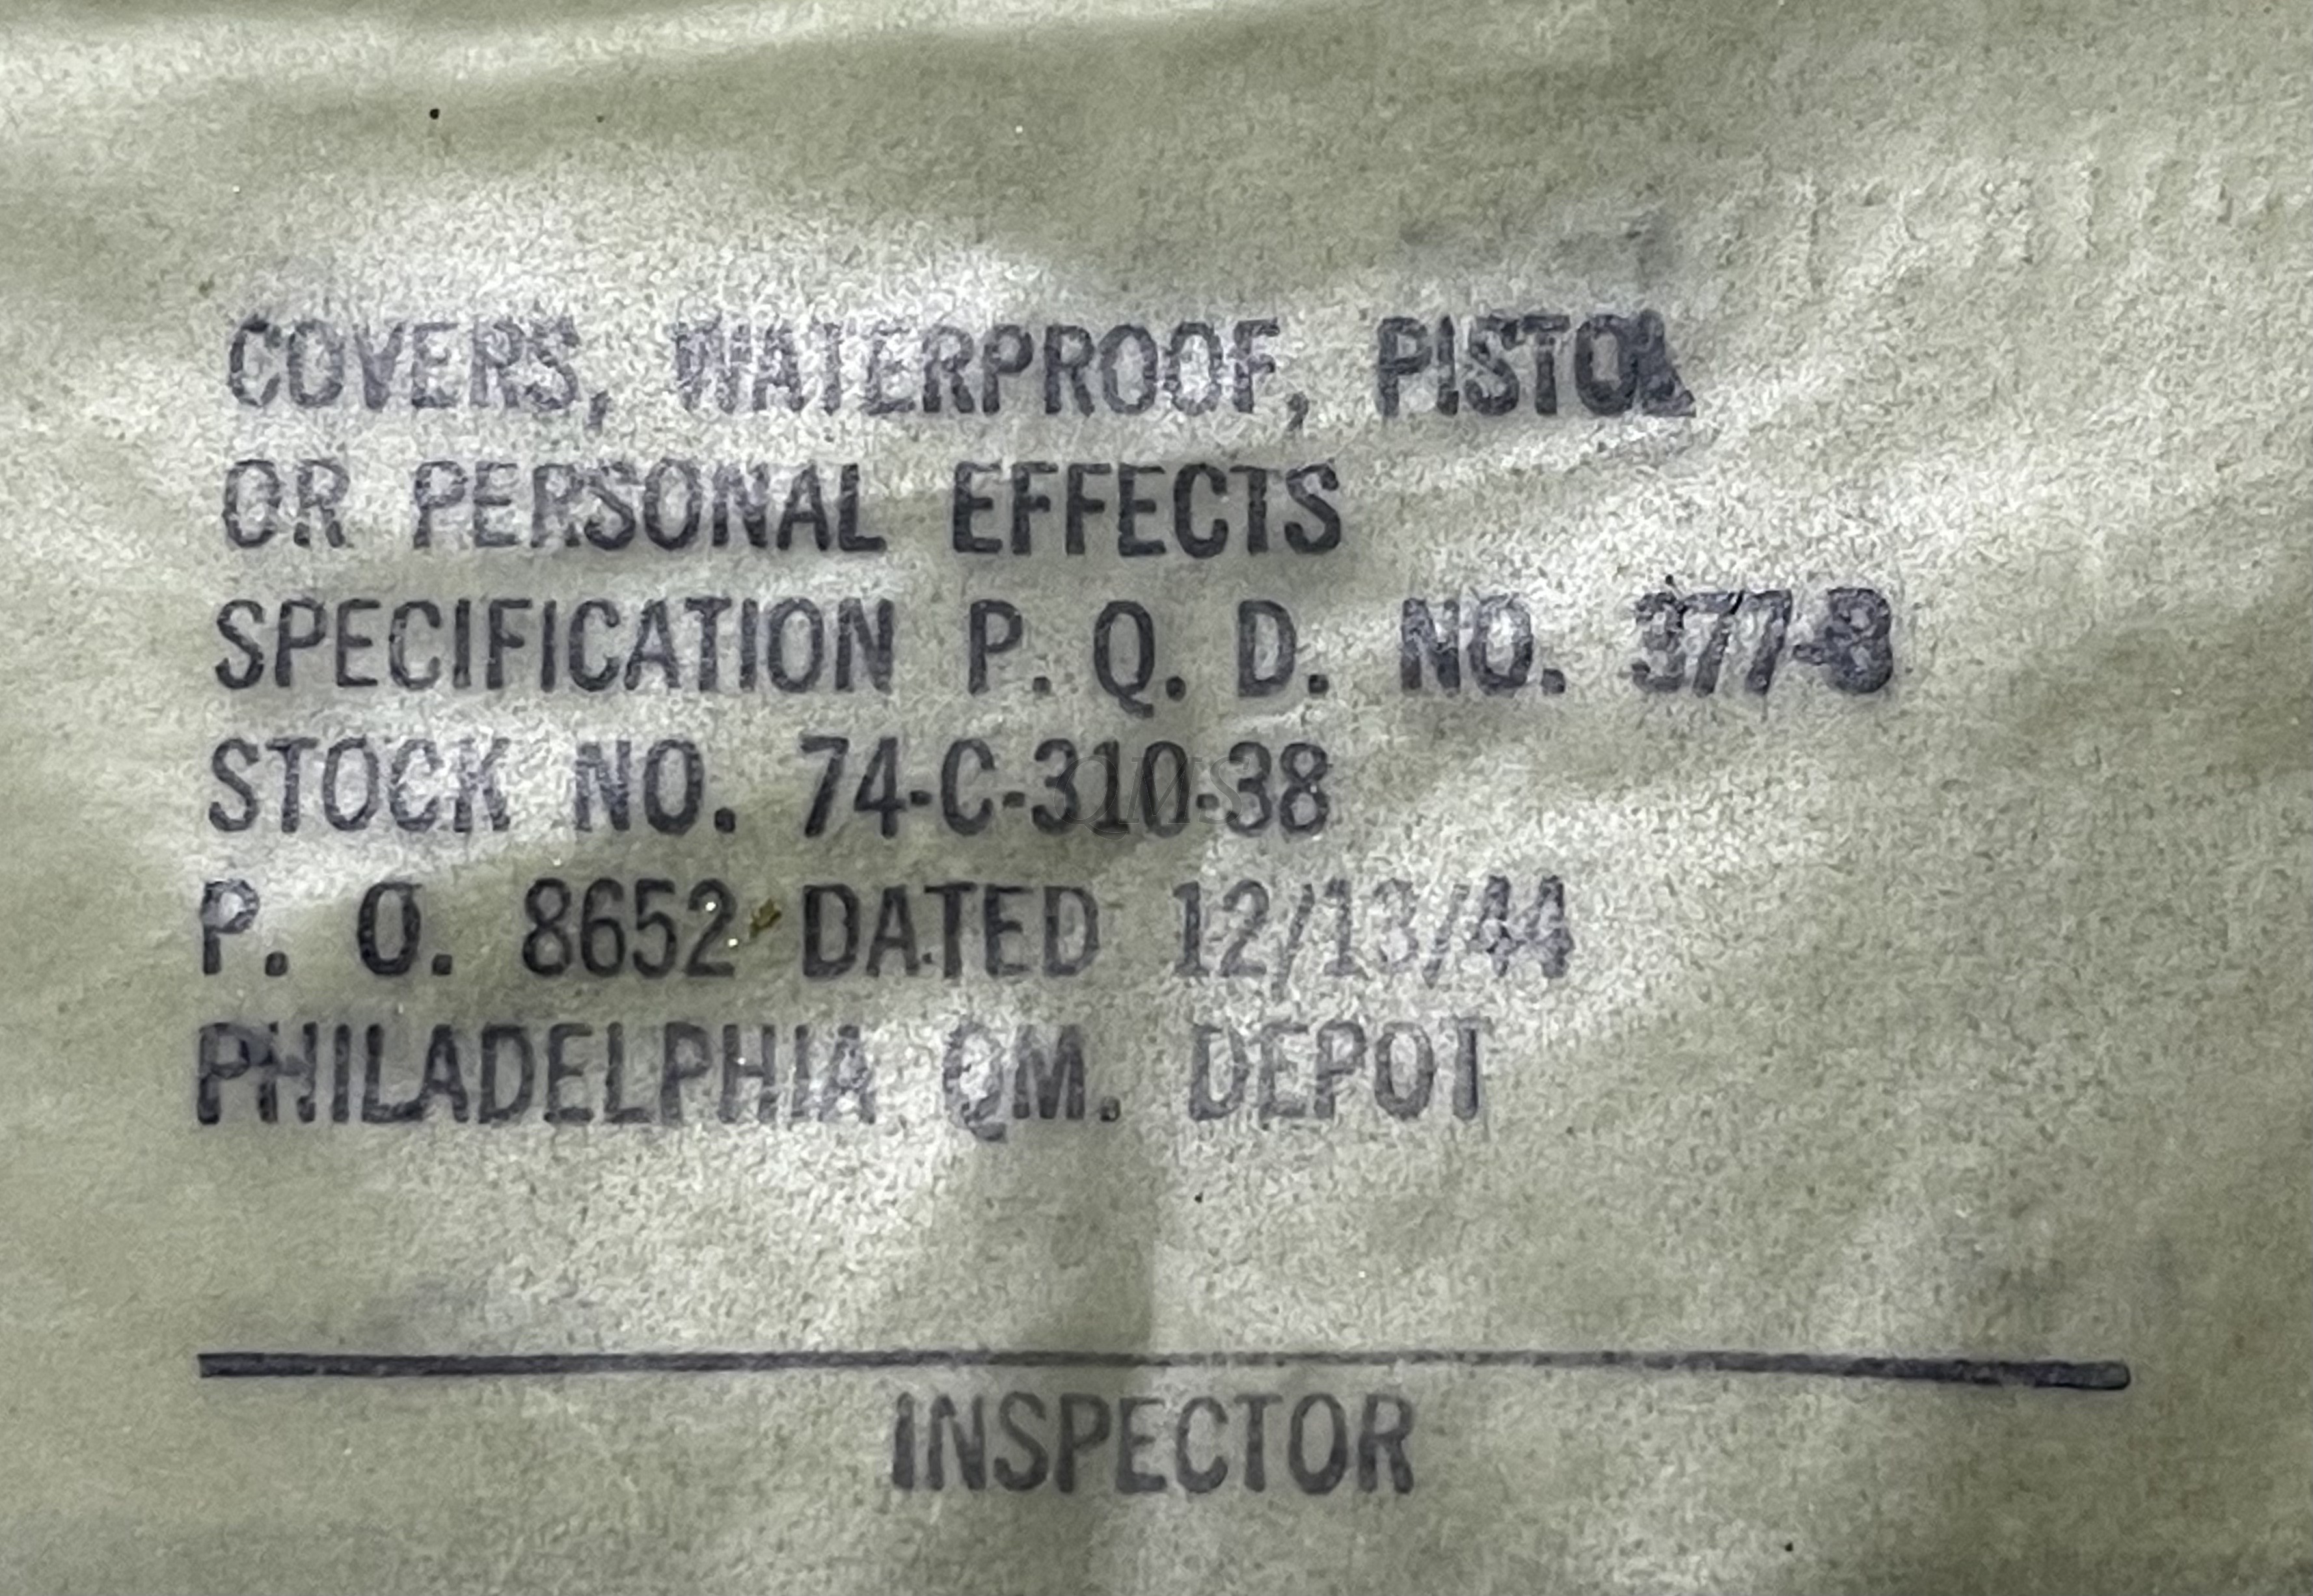 COVERS, WATERPROOF, PISTOL
OR PERSONAL EFFECTS
SPECIFICATION P. Q. D. NO. 377-B
STOCK NO. 74-C-310-38
P. O. 8652 DATED 12/13/44
PHILADELPHIA QM. DEPOT
INSPECTOR
QMS